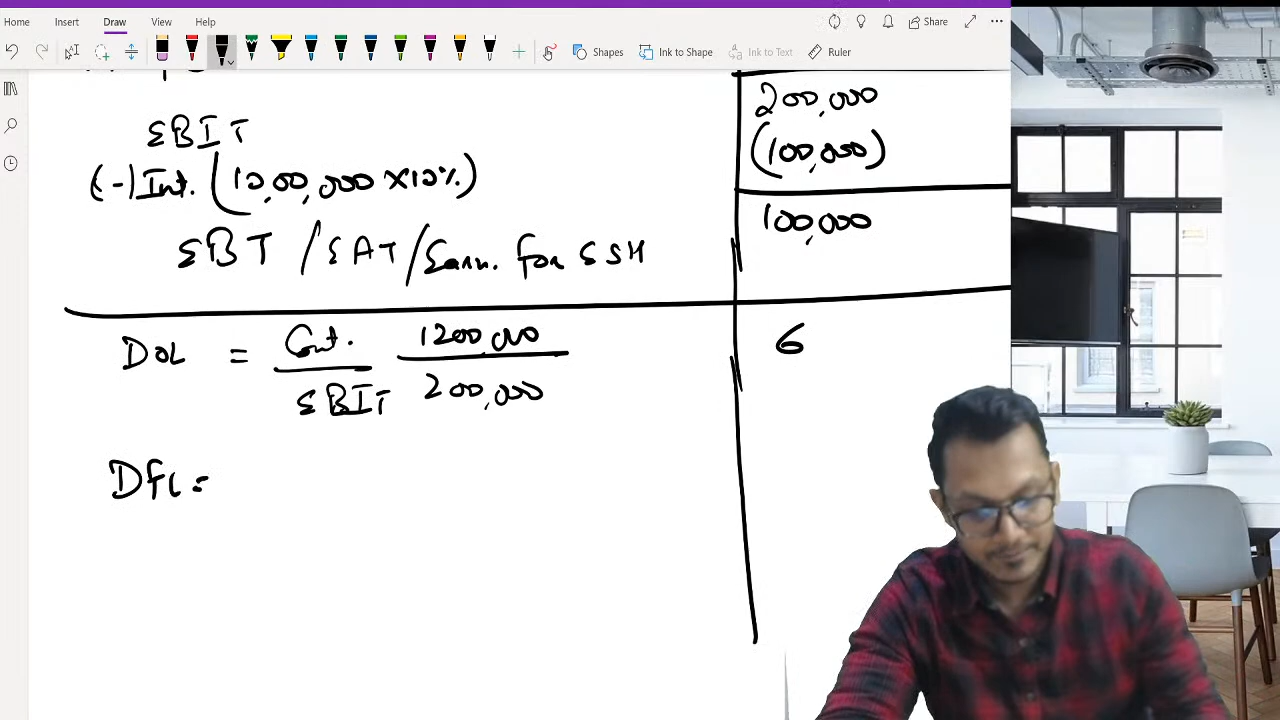 Home Insert Draw View Help Share
Shapes Ink to Shape Ink to Text Ruler
200,000
EBIT
(100,000)
(-) Int. (10,00,000 × 10%)
100,000
EBT / EAT / Earn. for ESH
DOL = Cont. 1200,000 6
EBIT 200,000
DFL =